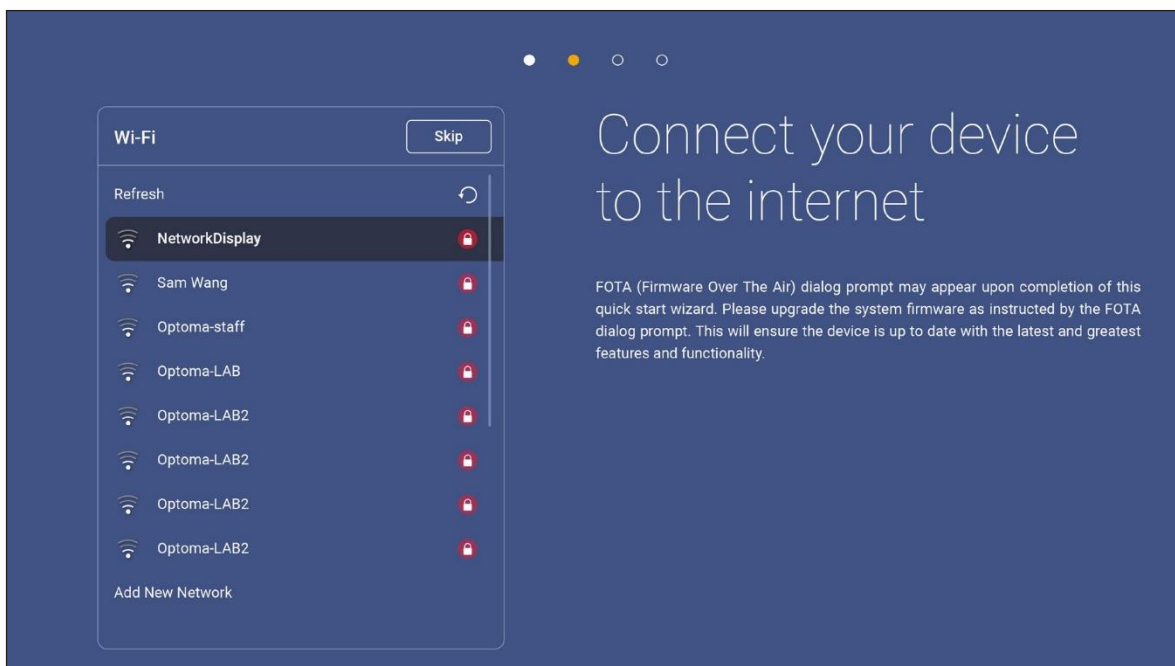 Wi-Fi
Skip
Refresh
NetworkDisplay
Sam Wang
Optoma-staff
Optoma-LAB
Optoma-LAB2
Optoma-LAB2
Optoma-LAB2
Optoma-LAB2
Add New Network
Connect your device
to the internet
FOTA (Firmware Over The Air) dialog prompt may appear upon completion of this
quick start wizard. Please upgrade the system firmware as instructed by the FOTA
dialog prompt. This will ensure the device is up to date with the latest and greatest
features and functionality.